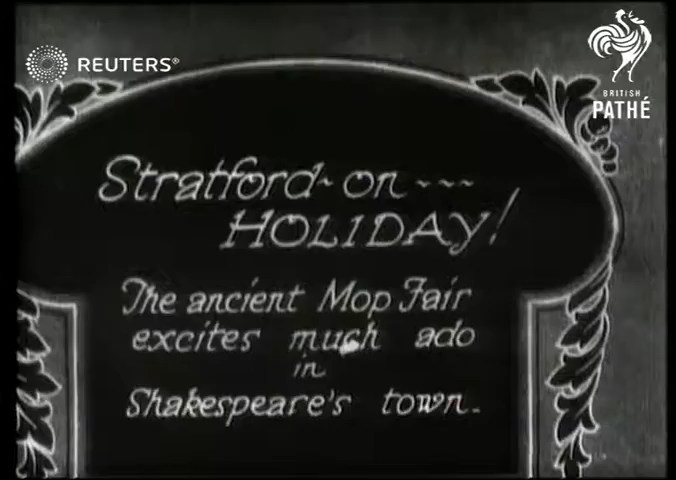 REUTERS®
BRITISH
PATHÉ
Stratford-on ~~~
HOLIDAY!
The ancient Mop Fair
excites much ado
in
Shakespeare's town.